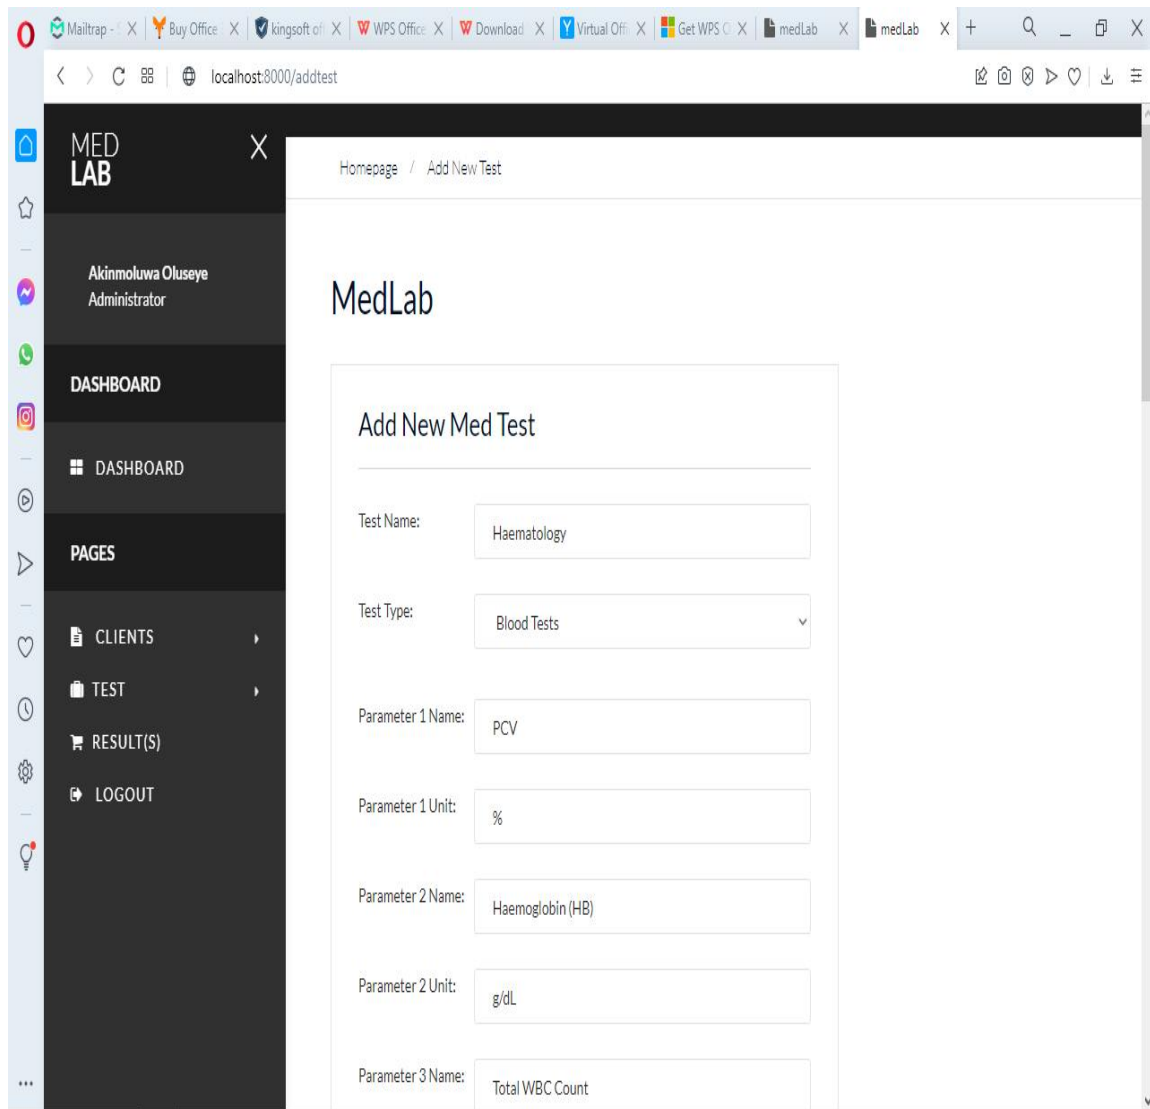 Mailtrap - Buy Office kingsoft of WPS Office Download Virtual Offi Get WPS O medLab medLab
localhost:8000/addtest
MED
LAB
Homepage / Add New Test
Akinmoluwa Oluseye
Administrator
MedLab
DASHBOARD
DASHBOARD
PAGES
CLIENTS
TEST
RESULT(S)
LOGOUT
Add New Med Test
Test Name: Haematology
Test Type: Blood Tests
Parameter 1 Name: PCV
Parameter 1 Unit: %
Parameter 2 Name: Haemoglobin (HB)
Parameter 2 Unit: g/dL
Parameter 3 Name: Total WBC Count